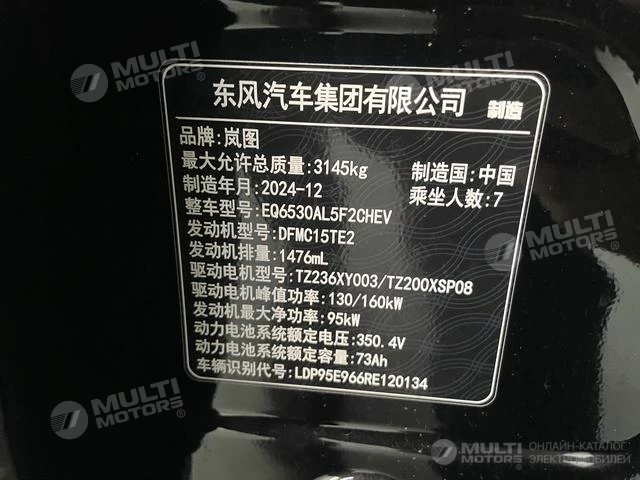 东风汽车集团有限公司 制造
品牌:岚图
最大允许总质量:3145kg 制造国:中国
制造年月:2024-12 乘坐人数:7
整车型号:EQ6530AL5F2CHEV
发动机型号:DFMC15TE2
发动机排量:1476mL
驱动电机型号:TZ236XY003/TZ200XSP08
驱动电机峰值功率:130/160kW
发动机最大净功率:95kW
动力电池系统额定电压:350.4V
动力电池系统额定容量:73Ah
车辆识别代号:LDP95E966RE120134
MULTI MOTORS®
MULTI MOTORS®
MULTI MOTORS®
MULTI MOTORS®
MULTI MOTORS®
MULTI MOTORS® ОНЛАЙН-КАТАЛОГ ЭЛЕКТРОМОБИЛЕЙ